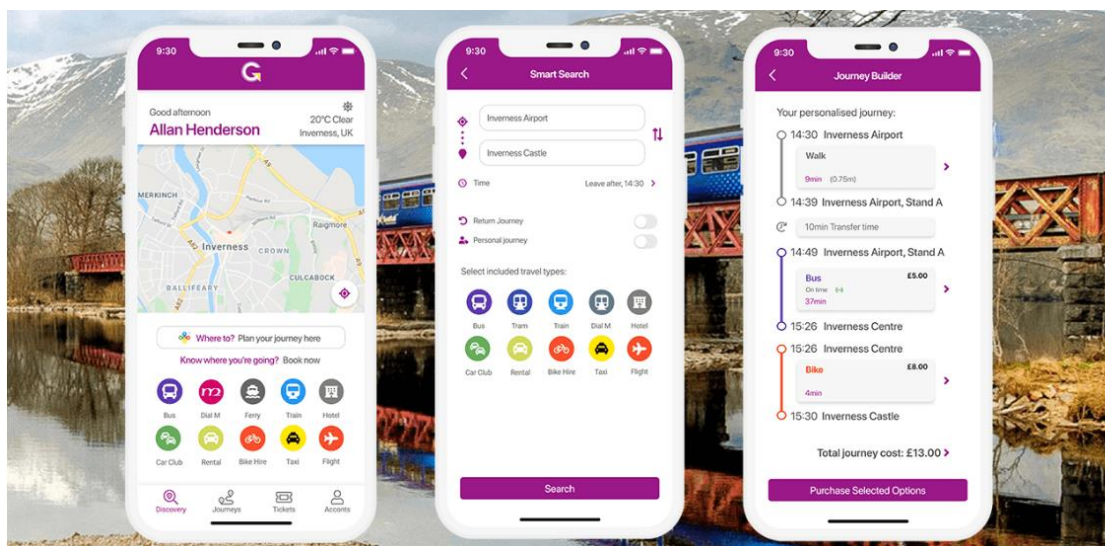 9:30
G
Good afternoon
Allan Henderson
20°C Clear
Inverness, UK
MERKINCH
A82
Raigmore
Inverness
CROWN
CULCABOCK
BALLIFEARY
A82
Where to? Plan your journey here
Know where you're going? Book now
Bus Dial M Ferry Train Hotel
Car Club Rental Bike Hire Taxi Flight
Discovery Journeys Tickets Acconts
9:30
Smart Search
Inverness Airport
Inverness Castle
Time Leave after, 14:30
Return Journey
Personal journey
Select included travel types:
Bus Tram Train Dial M Hotel
Car Club Rental Bike Hire Taxi Flight
Search
9:30
Journey Builder
Your personalised journey:
14:30 Inverness Airport
Walk
9min (0.75m)
14:39 Inverness Airport, Stand A
10min Transfer time
14:49 Inverness Airport, Stand A
Bus £5.00
On time
37min
15:26 Inverness Centre
15:26 Inverness Centre
Bike £8.00
4min
15:30 Inverness Castle
Total journey cost: £13.00
Purchase Selected Options